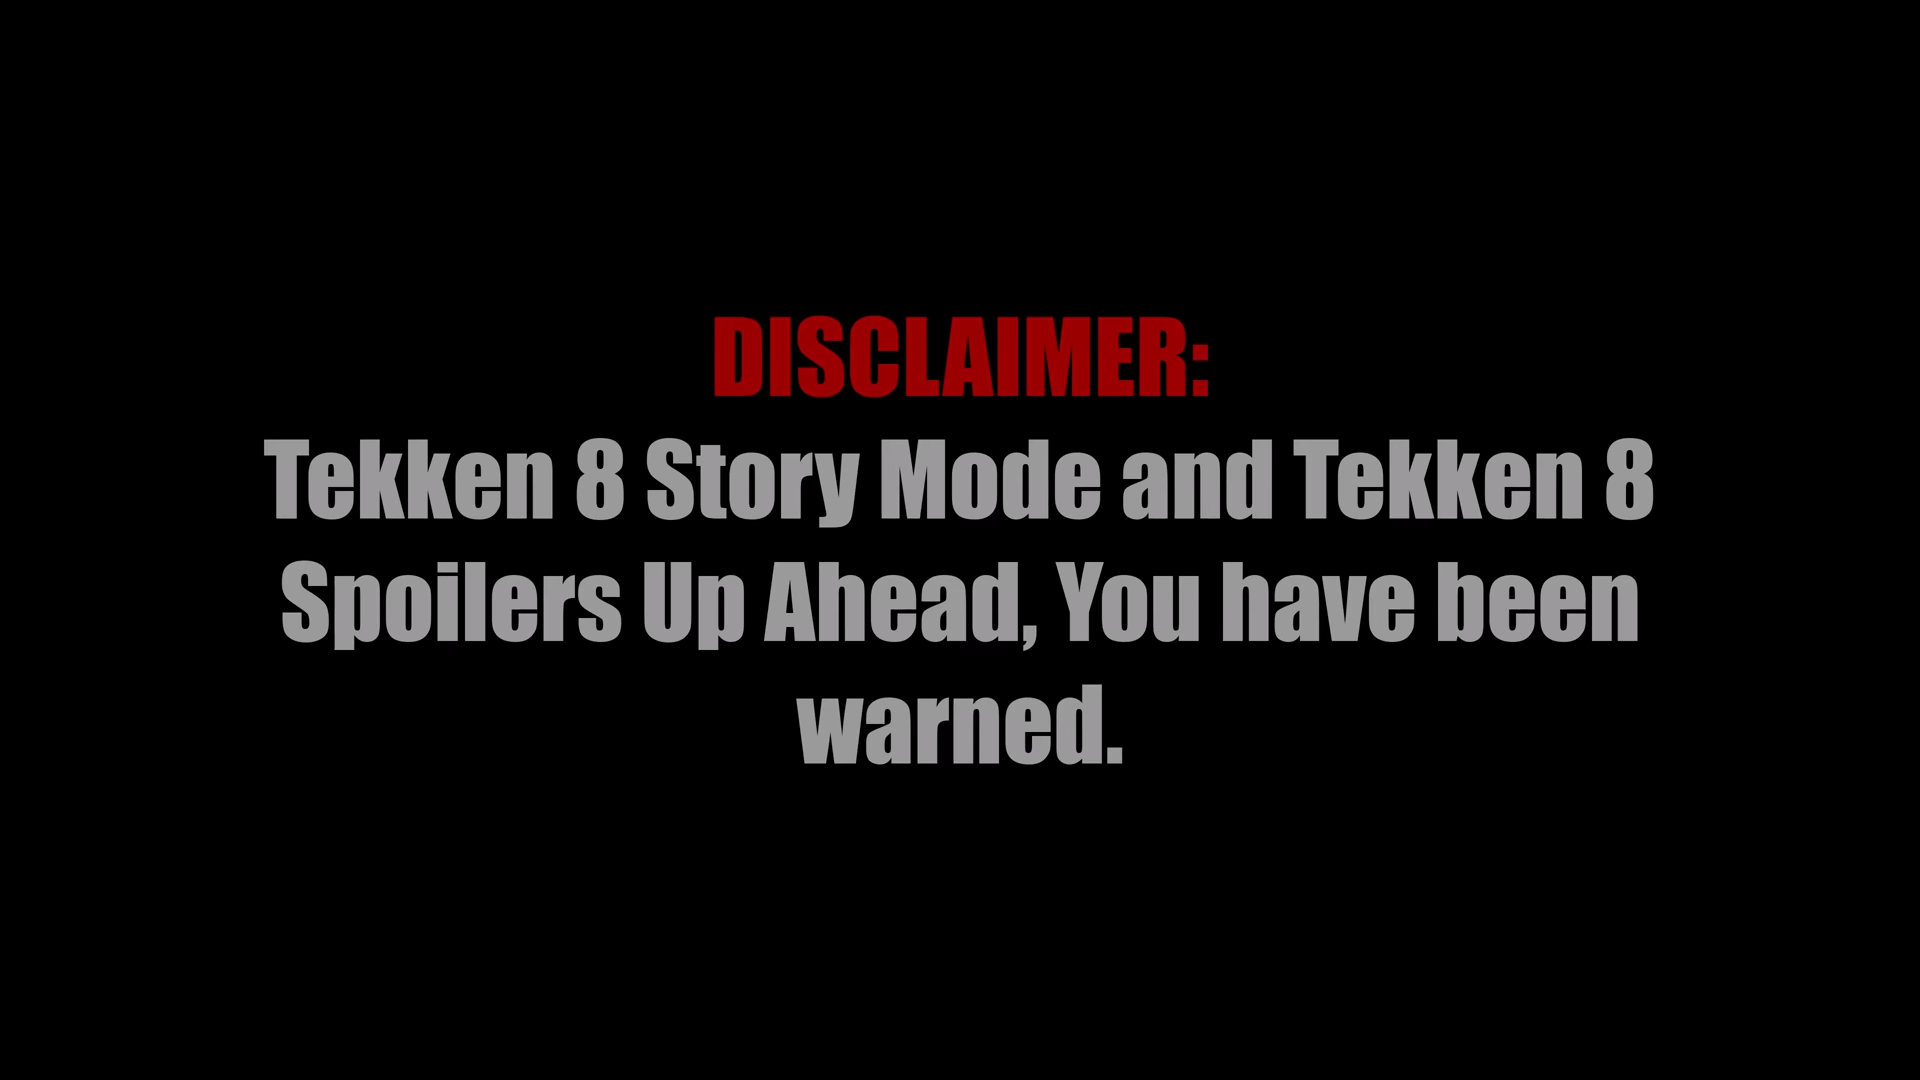 DISCLAIMER:
Tekken 8 Story Mode and Tekken 8
Spoilers Up Ahead, You have been
warned.